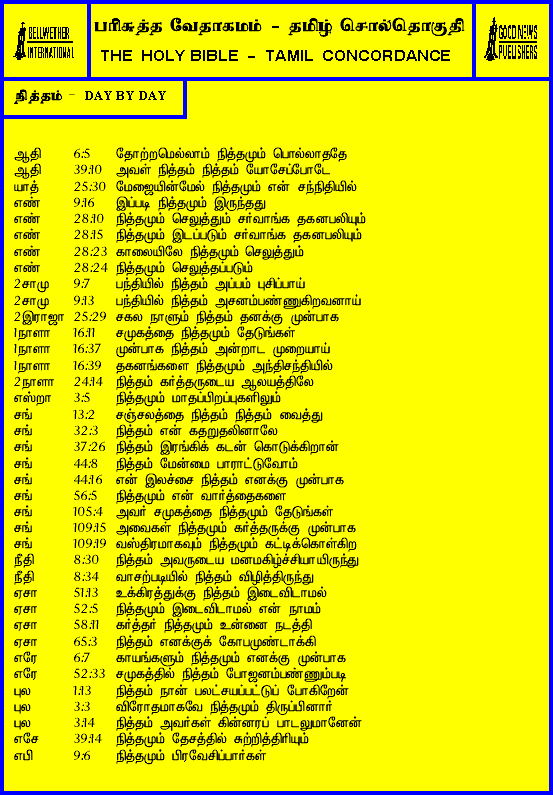 BELLWETHER INTERNATIONAL
பரிசுத்த வேதாகமம் - தமிழ் சொல்தொகுதி
THE HOLY BIBLE - TAMIL CONCORDANCE
GOOD NEWS PUBLISHERS
நித்தம் - DAY BY DAY
ஆதி 6:5 தோற்றமெல்லாம் நித்தமும் பொல்லாததே
ஆதி 39:10 அவள் நித்தம் நித்தம் யோசேப்போடே
யாத் 25:30 மேஜையின்மேல் நித்தமும் என் சந்நிதியில்
எண் 9:16 இப்படி நித்தமும் இருந்தது
எண் 28:10 நித்தமும் செலுத்தும் சர்வாங்க தகனபலியும்
எண் 28:15 நித்தமும் இடப்படும் சர்வாங்க தகனபலியும்
எண் 28:23 காலையிலே நித்தமும் செலுத்தும்
எண் 28:24 நித்தமும் செலுத்தப்படும்
2சாமு 9:7 பந்தியில் நித்தம் அப்பம் புசிப்பாய்
2சாமு 9:13 பந்தியில் நித்தம் அசனம்பண்ணுகிறவனாய்
2இராஜா 25:29 சகல நாளும் நித்தம் தனக்கு முன்பாக
1நாளா 16:11 சமுகத்தை நித்தமும் தேடுங்கள்
1நாளா 16:37 முன்பாக நித்தம் அன்றாட முறையாய்
1நாளா 16:39 தகனங்களை நித்தமும் அந்திசந்தியில்
2நாளா 24:14 நித்தம் கர்த்தருடைய ஆலயத்திலே
எஸ்றா 3:5 நித்தமும் மாதப்பிறப்புகளிலும்
சங் 13:2 சஞ்சலத்தை நித்தம் நித்தம் வைத்து
சங் 32:3 நித்தம் என் கதறுதலினாலே
சங் 37:26 நித்தம் இரங்கிக் கடன் கொடுக்கிறான்
சங் 44:8 நித்தம் மேன்மை பாராட்டுவோம்
சங் 44:16 என் இலச்சை நித்தம் எனக்கு முன்பாக
சங் 56:5 நித்தமும் என் வார்த்தைகளை
சங் 105:4 அவர் சமுகத்தை நித்தமும் தேடுங்கள்
சங் 109:15 அவைகள் நித்தமும் கர்த்தருக்கு முன்பாக
சங் 109:19 வஸ்திரமாகவும் நித்தமும் கட்டிக்கொள்கிற
நீதி 8:30 நித்தம் அவருடைய மனமகிழ்ச்சியாயிருந்து
நீதி 8:34 வாசற்படியில் நித்தம் விழித்திருந்து
ஏசா 51:13 உக்கிரத்துக்கு நித்தம் இடைவிடாமல்
ஏசா 52:5 நித்தமும் இடைவிடாமல் என் நாமம்
ஏசா 58:11 கர்த்தர் நித்தமும் உன்னை நடத்தி
ஏசா 65:3 நித்தம் எனக்குக் கோபமுண்டாக்கி
எரே 6:7 காயங்களும் நித்தமும் எனக்கு முன்பாக
எரே 52:33 சமுகத்தில் நித்தம் போஜனம்பண்ணும்படி
புல 1:13 நித்தம் நான் பலட்சயப்பட்டுப் போகிறேன்
புல 3:3 விரோதமாகவே நித்தமும் திருப்பினார்
புல 3:14 நித்தம் அவர்கள் கின்னரப் பாடலுமானேன்
எசே 39:14 நித்தமும் தேசத்தில் சுற்றித்திரியும்
எபி 9:6 நித்தமும் பிரவேசிப்பார்கள்